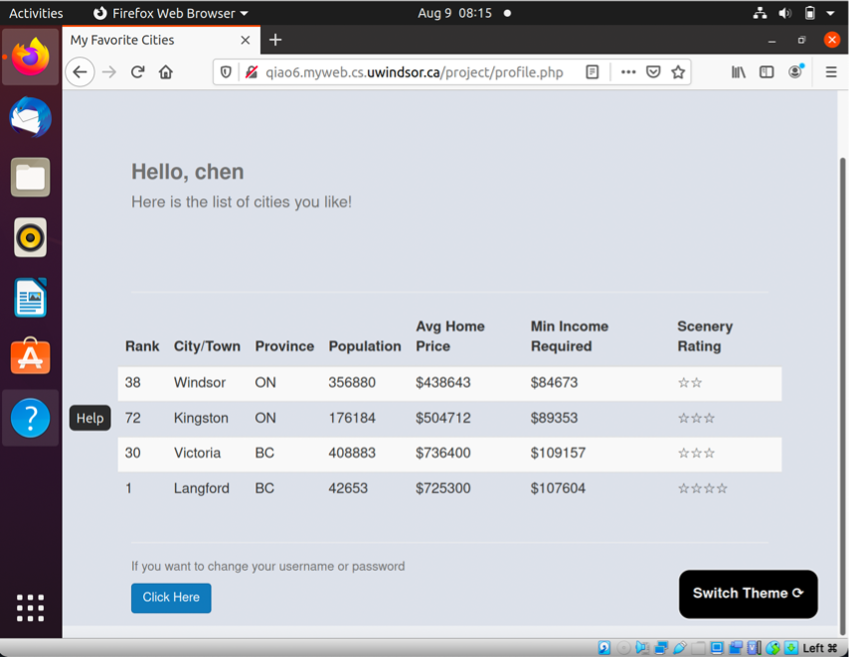 Activities Firefox Web Browser Aug 9 08:15
My Favorite Cities
qiao6.myweb.cs.uwindsor.ca/project/profile.php
Hello, chen
Here is the list of cities you like!
Rank City/Town Province Population Avg Home Price Min Income Required Scenery Rating
38 Windsor ON 356880 $438643 $84673 ☆☆
72 Kingston ON 176184 $504712 $89353 ☆☆☆
30 Victoria BC 408883 $736400 $109157 ☆☆☆
1 Langford BC 42653 $725300 $107604 ☆☆☆☆
Help
If you want to change your username or password
Click Here
Switch Theme ⟳
Left ⌘